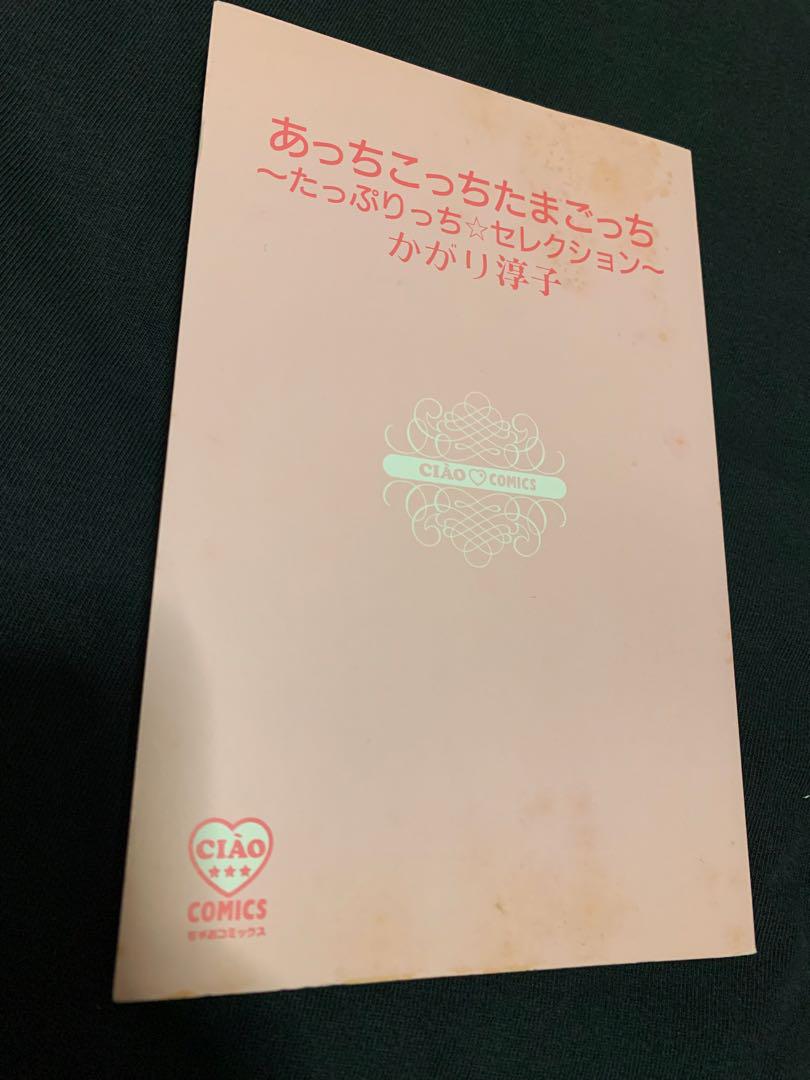 あっちこっちたまごっち
～たっぷりっち☆セレクション～
かがり淳子
CIÀO♡COMICS
CIÀO
★★★
COMICS
ちゃおコミックス